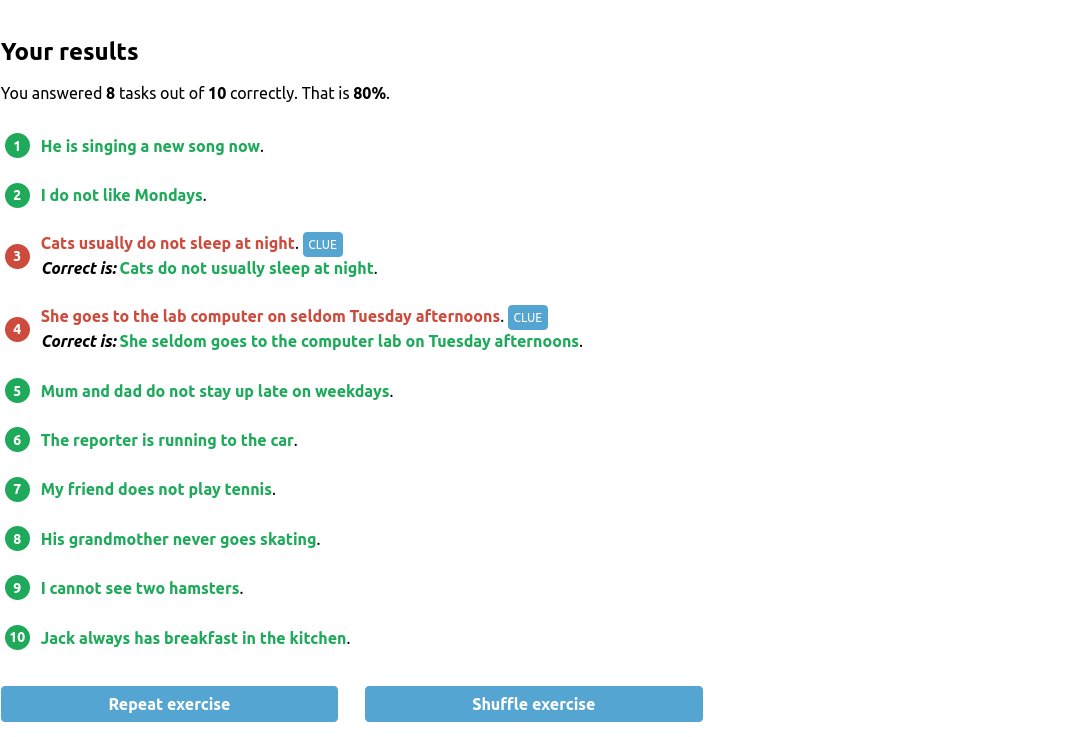 Your results
You answered 8 tasks out of 10 correctly. That is 80%.
1 He is singing a new song now.
2 I do not like Mondays.
3 Cats usually do not sleep at night. CLUE
Correct is: Cats do not usually sleep at night.
4 She goes to the lab computer on seldom Tuesday afternoons. CLUE
Correct is: She seldom goes to the computer lab on Tuesday afternoons.
5 Mum and dad do not stay up late on weekdays.
6 The reporter is running to the car.
7 My friend does not play tennis.
8 His grandmother never goes skating.
9 I cannot see two hamsters.
10 Jack always has breakfast in the kitchen.
Repeat exercise Shuffle exercise